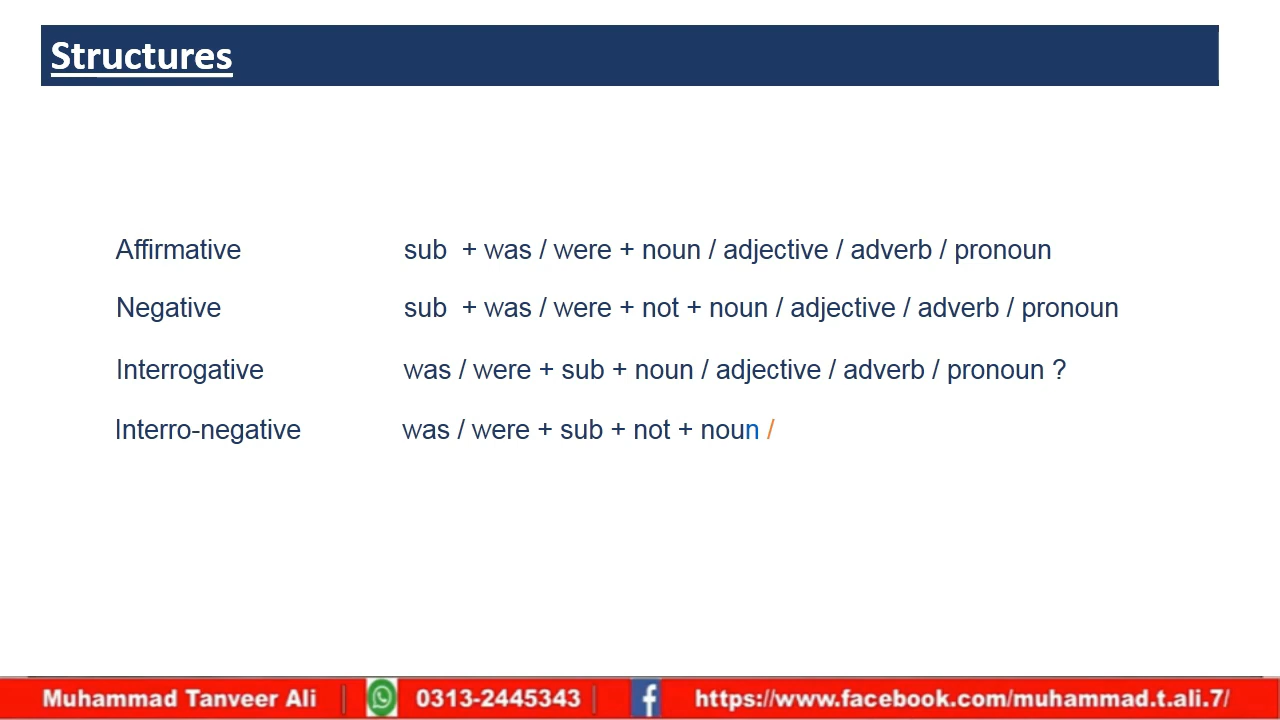 Structures
Affirmative sub + was / were + noun / adjective / adverb / pronoun
Negative sub + was / were + not + noun / adjective / adverb / pronoun
Interrogative was / were + sub + noun / adjective / adverb / pronoun ?
Interro-negative was / were + sub + not + noun /
Muhammad Tanveer Ali | 0313-2445343 | https://www.facebook.com/muhammad.t.ali.7/